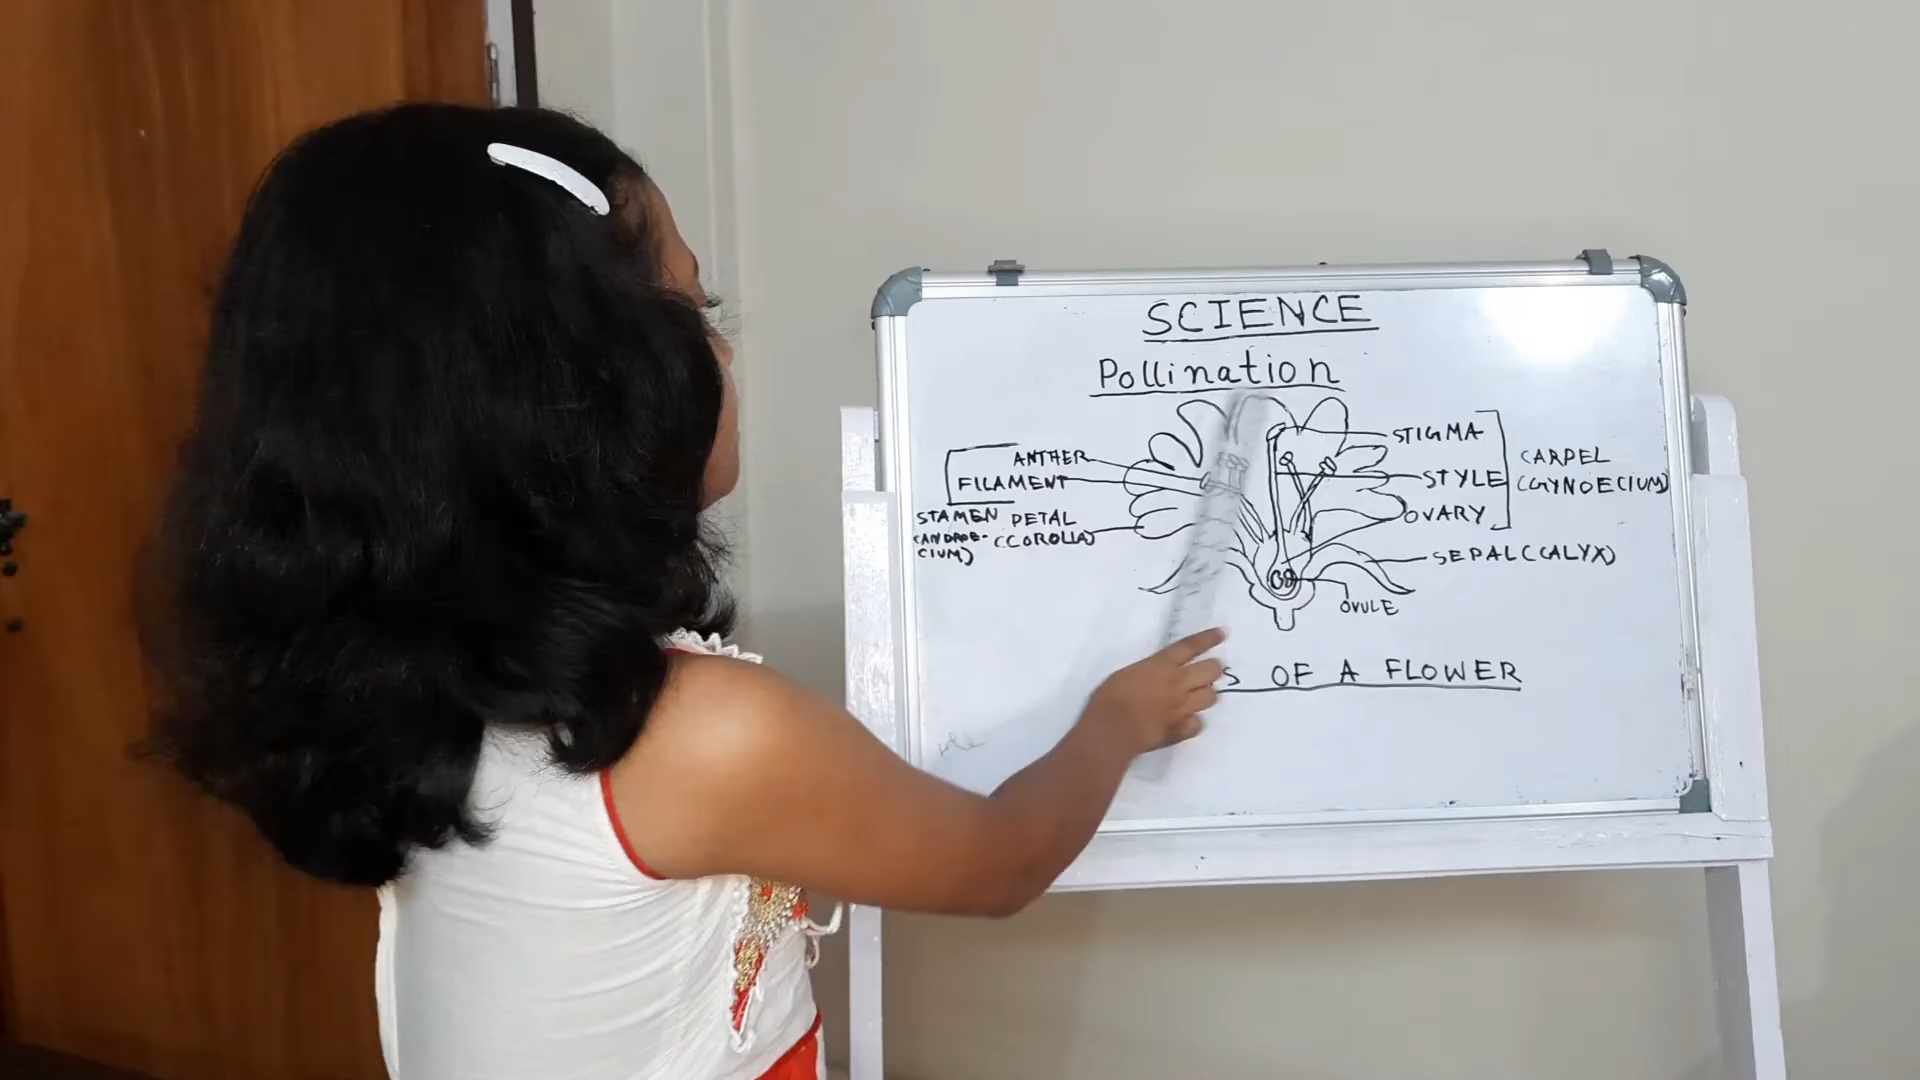 SCIENCE
Pollination
ANTHER
FILAMENT
STAMEN
(ANDROE-
CIUM)
PETAL
(COROLLA)
STIGMA
STYLE
OVARY
CARPEL
(GYNOECIUM)
SEPAL(CALYX)
OVULE
OF A FLOWER